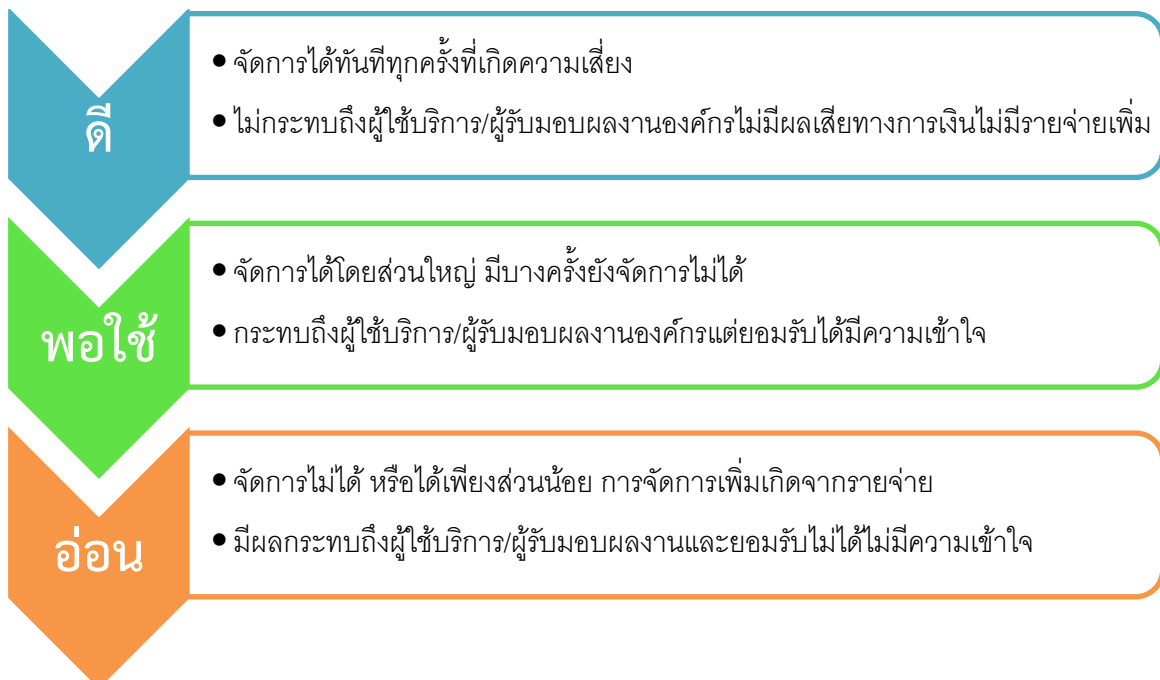 ดี
• จัดการได้ทันทีทุกครั้งที่เกิดความเสี่ยง
• ไม่กระทบถึงผู้ใช้บริการ/ผู้รับมอบผลงานองค์กรไม่มีผลเสียทางการเงินไม่มีรายจ่ายเพิ่ม
พอใช้
• จัดการได้โดยส่วนใหญ่ มีบางครั้งยังจัดการไม่ได้
• กระทบถึงผู้ใช้บริการ/ผู้รับมอบผลงานองค์กรแต่ยอมรับได้มีความเข้าใจ
อ่อน
• จัดการไม่ได้ หรือได้เพียงส่วนน้อย การจัดการเพิ่มเกิดจากรายจ่าย
• มีผลกระทบถึงผู้ใช้บริการ/ผู้รับมอบผลงานและยอมรับไม่ได้ไม่มีความเข้าใจ